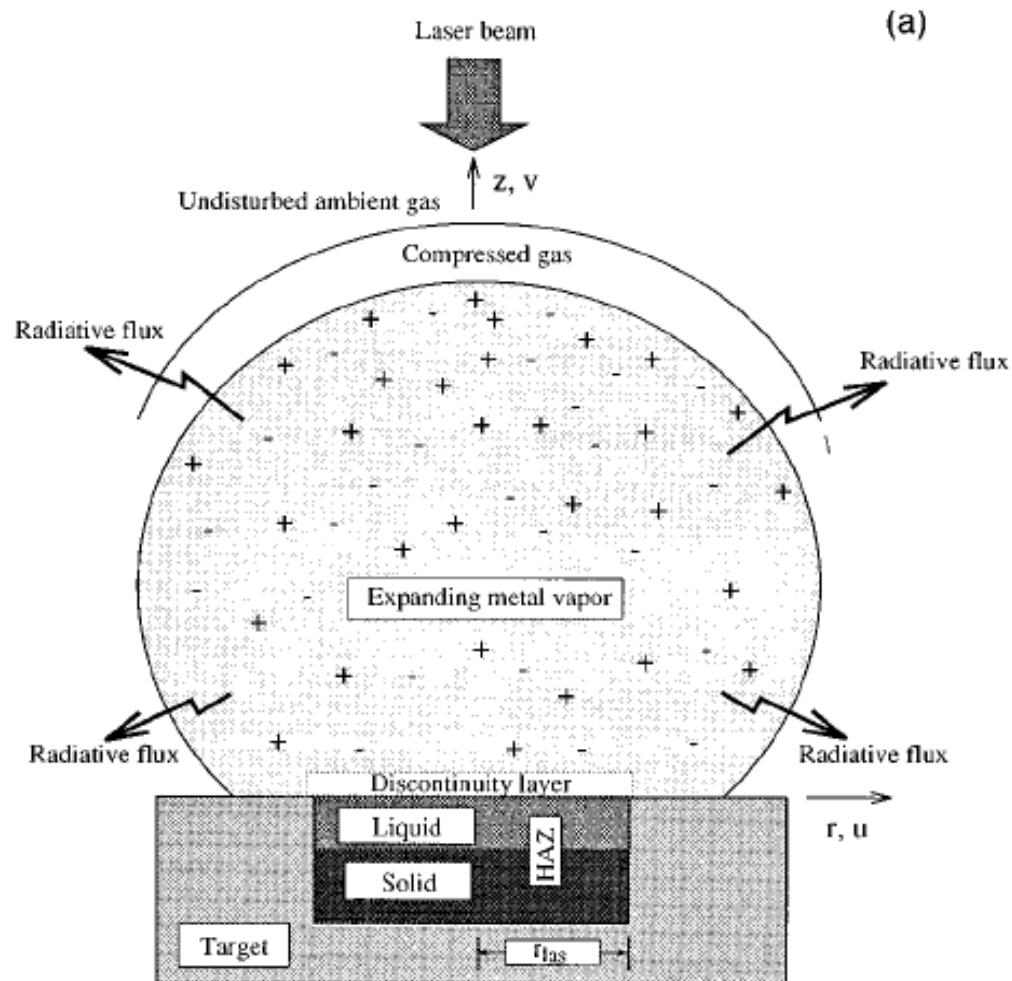 (a)
Laser beam
z, v
Undisturbed ambient gas
Compressed gas
Radiative flux
Radiative flux
Expanding metal vapor
Radiative flux
Radiative flux
Discontinuity layer
r, u
Liquid
HAZ
Solid
Target
r_las